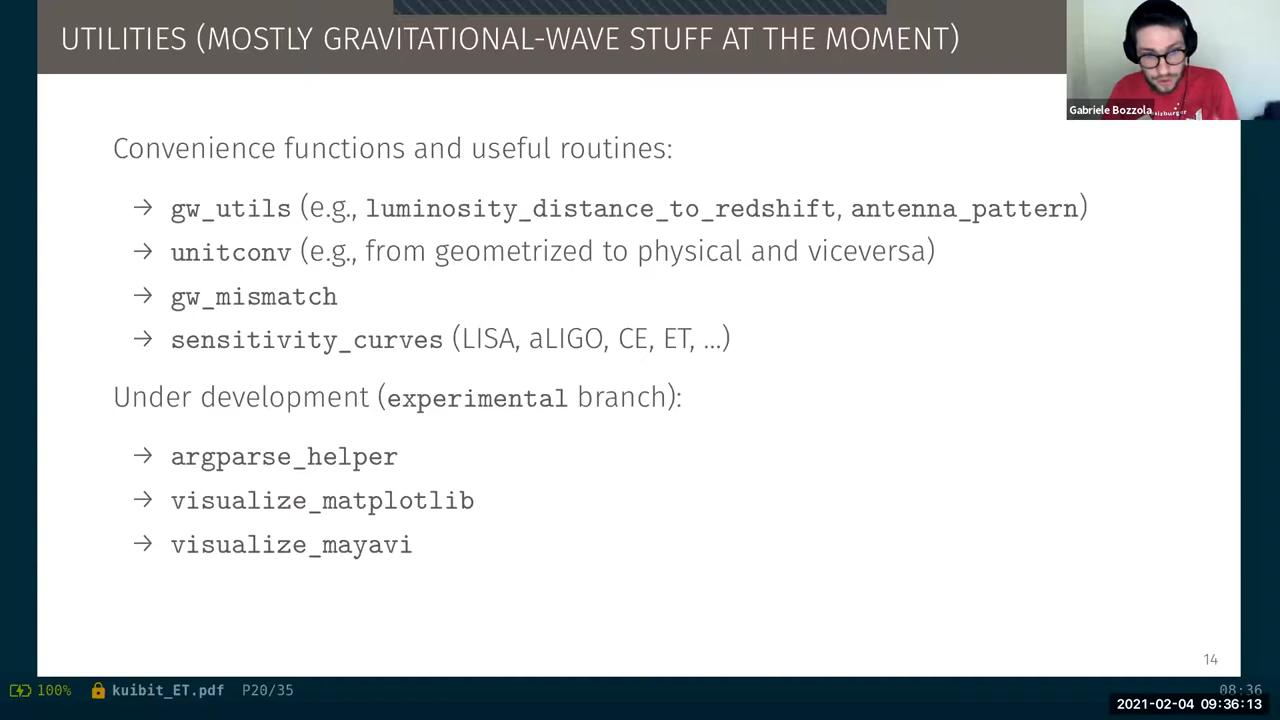 UTILITIES (MOSTLY GRAVITATIONAL-WAVE STUFF AT THE MOMENT)
Gabriele Bozzola
Convenience functions and useful routines:
→ gw_utils (e.g., luminosity_distance_to_redshift, antenna_pattern)
→ unitconv (e.g., from geometrized to physical and viceversa)
→ gw_mismatch
→ sensitivity_curves (LISA, aLIGO, CE, ET, ...)
Under development (experimental branch):
→ argparse_helper
→ visualize_matplotlib
→ visualize_mayavi
14
100% kuibit_ET.pdf P20/35
08:36
2021-02-04 09:36:13